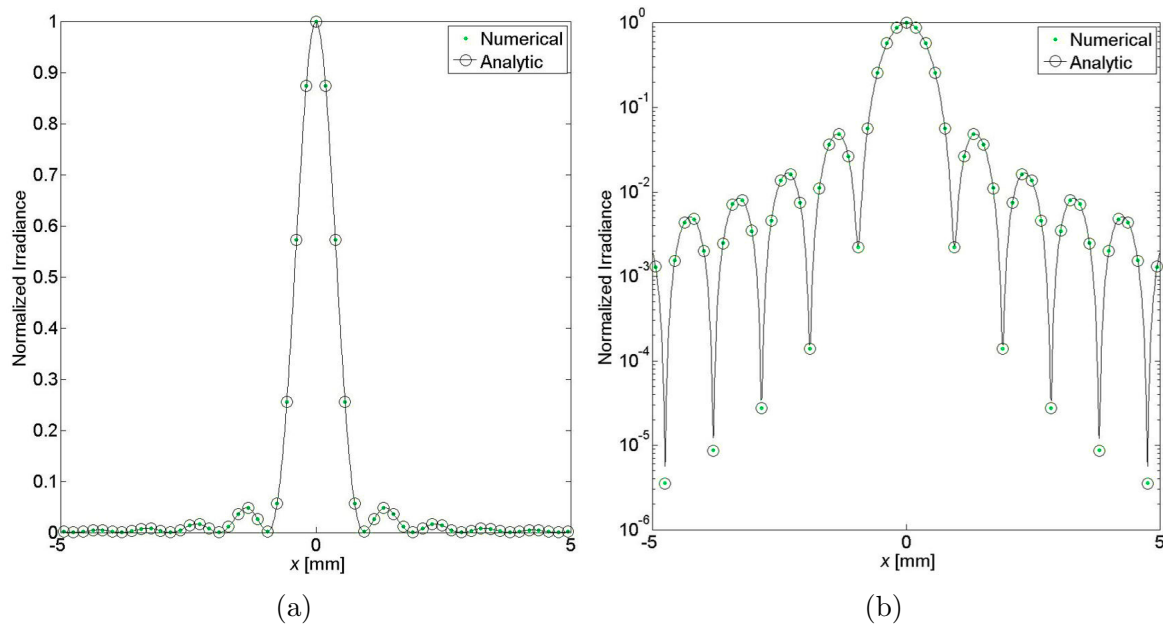 1
0.9
0.8
0.7
0.6
0.5
0.4
0.3
0.2
0.1
0
-5
0
5
Normalized Irradiance
x [mm]
Numerical
Analytic
(a)
10^0
10^-1
10^-2
10^-3
10^-4
10^-5
10^-6
-5
0
5
Normalized Irradiance
x [mm]
Numerical
Analytic
(b)